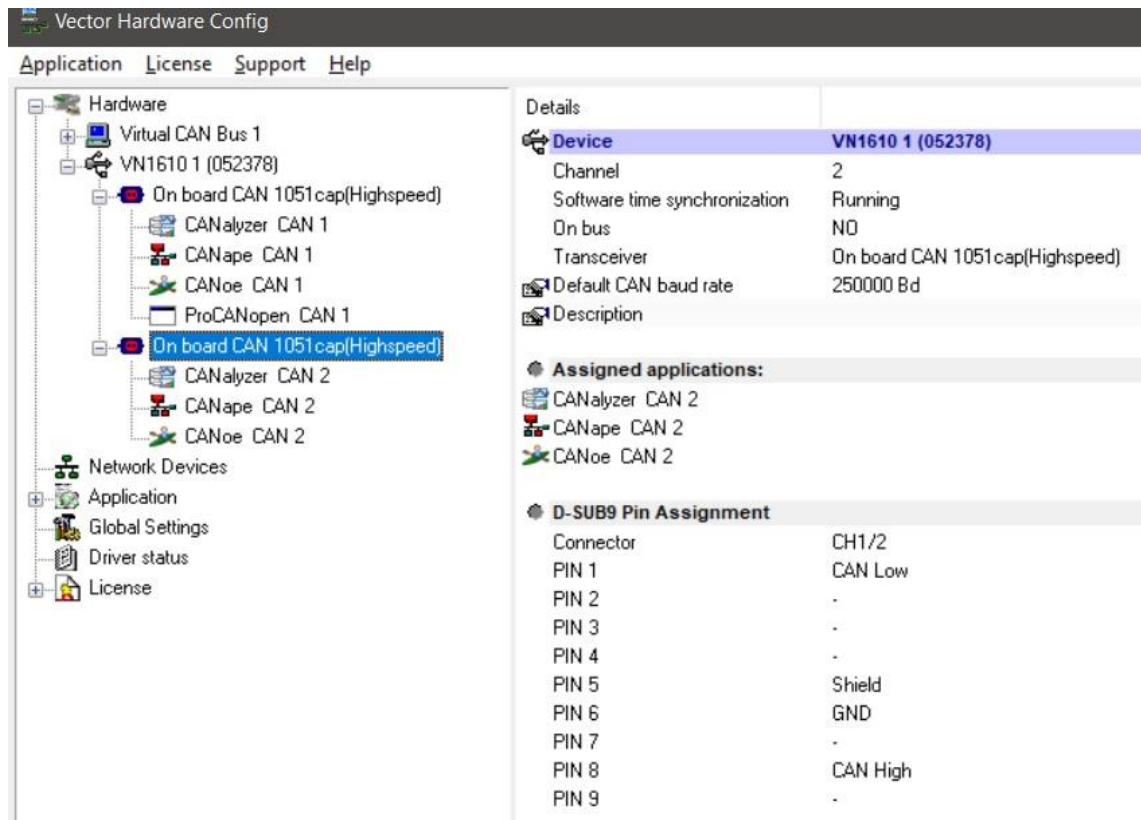 Vector Hardware Config
Application License Support Help
Hardware
Virtual CAN Bus 1
VN1610 1 (052378)
On board CAN 1051cap(Highspeed)
CANalyzer CAN 1
CANape CAN 1
CANoe CAN 1
ProCANopen CAN 1
On board CAN 1051cap(Highspeed)
CANalyzer CAN 2
CANape CAN 2
CANoe CAN 2
Network Devices
Application
Global Settings
Driver status
License
Details
Device VN1610 1 (052378)
Channel 2
Software time synchronization Running
On bus NO
Transceiver On board CAN 1051cap(Highspeed)
Default CAN baud rate 250000 Bd
Description
Assigned applications:
CANalyzer CAN 2
CANape CAN 2
CANoe CAN 2
D-SUB9 Pin Assignment
Connector CH1/2
PIN 1 CAN Low
PIN 2 -
PIN 3 -
PIN 4 -
PIN 5 Shield
PIN 6 GND
PIN 7 -
PIN 8 CAN High
PIN 9 -